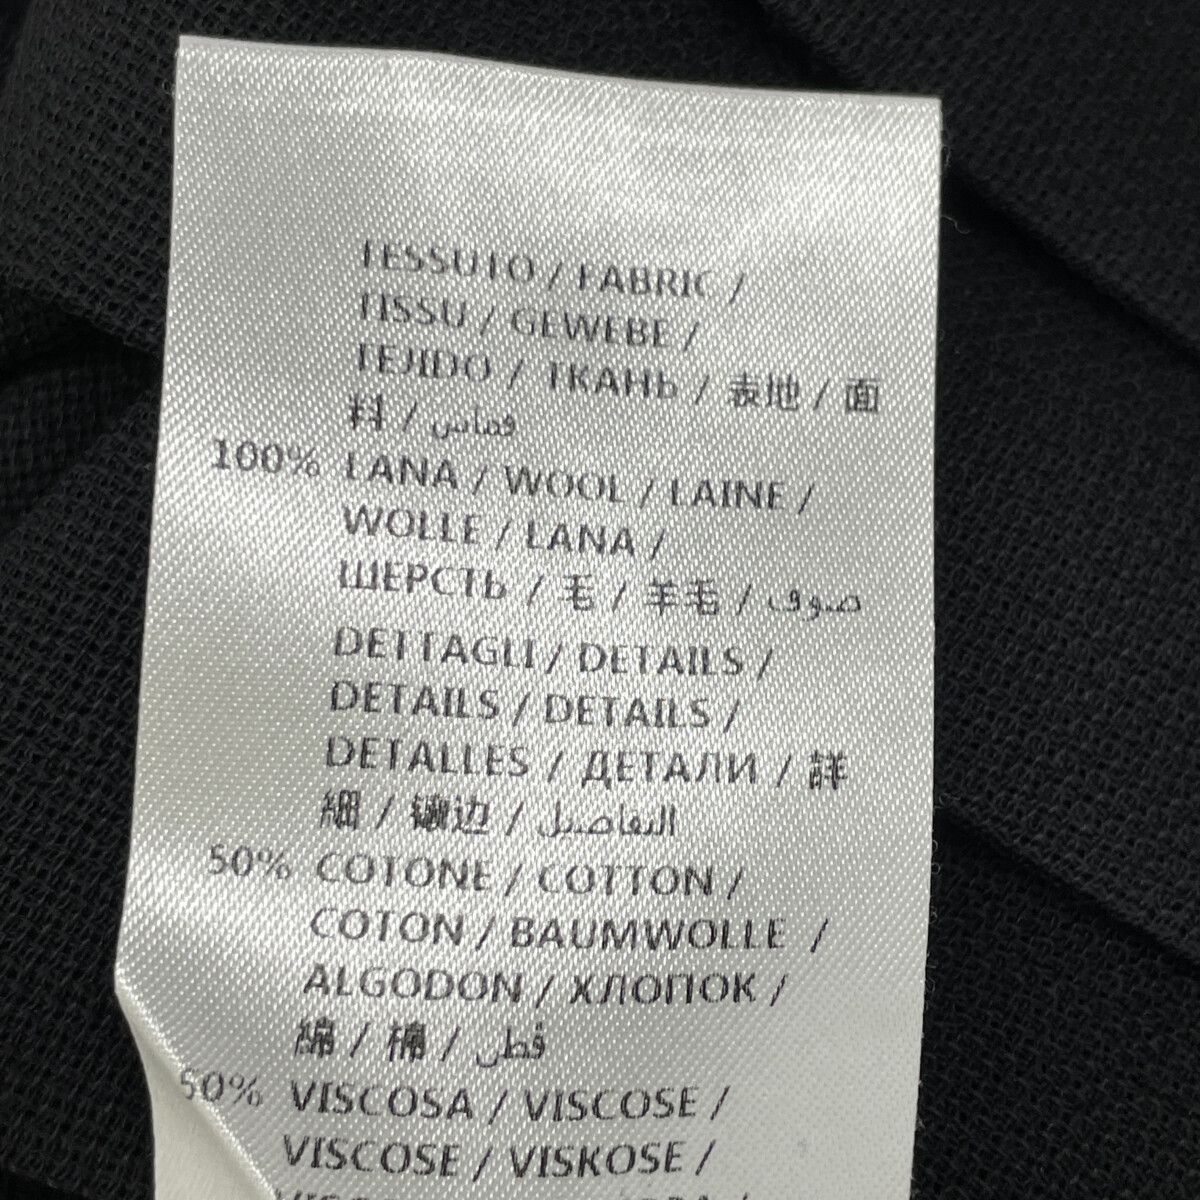 TESSUTO / FABRIC /
TISSU / GEWEBE /
TEJIDO / ТКАНЬ / 表地 / 面
料 / قماش
100% LANA / WOOL / LAINE /
WOLLE / LANA /
ШЕРСТЬ / 毛 / 羊毛 / صوف
DETTAGLI / DETAILS /
DETAILS / DETAILS /
DETALLES / ДЕТАЛИ / 詳
細 / 镶边 / التفاصيل
50% COTONE / COTTON /
COTON / BAUMWOLLE /
ALGODON / ХЛОПОК /
綿 / 棉 / قطن
50% VISCOSA / VISCOSE /
VISCOSE / VISKOSE /